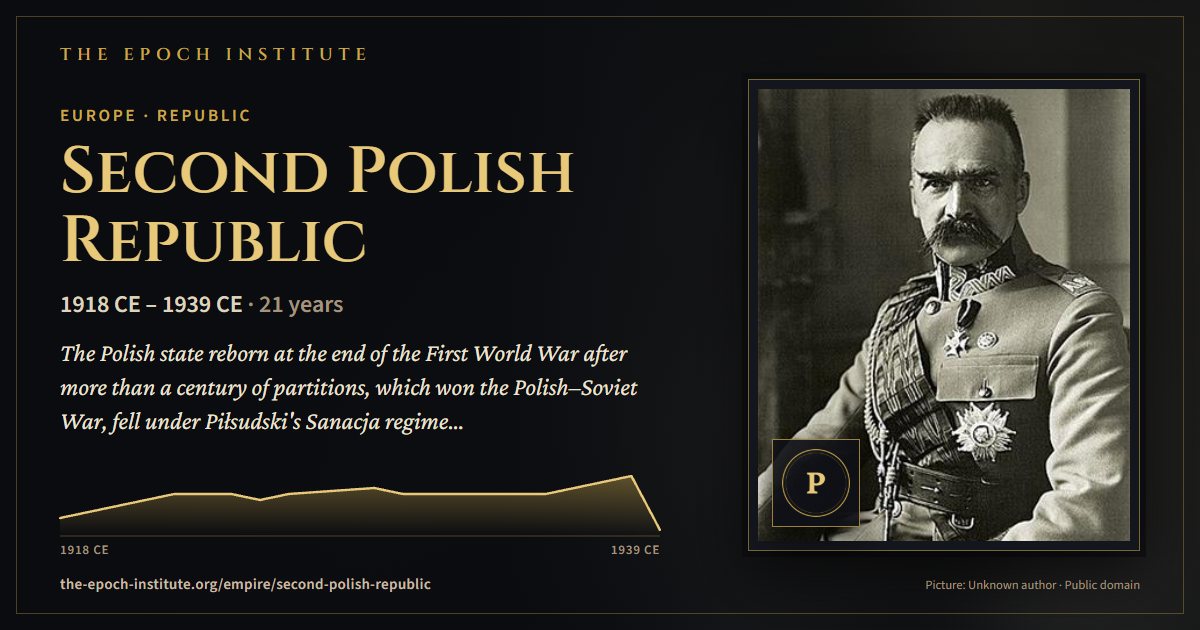 THE EPOCH INSTITUTE
EUROPE · REPUBLIC
SECOND POLISH
REPUBLIC
1918 CE – 1939 CE · 21 years
The Polish state reborn at the end of the First World War after
more than a century of partitions, which won the Polish–Soviet
War, fell under Piłsudski's Sanacja regime...
P
1918 CE
1939 CE
the-epoch-institute.org/empire/second-polish-republic
Picture: Unknown author · Public domain